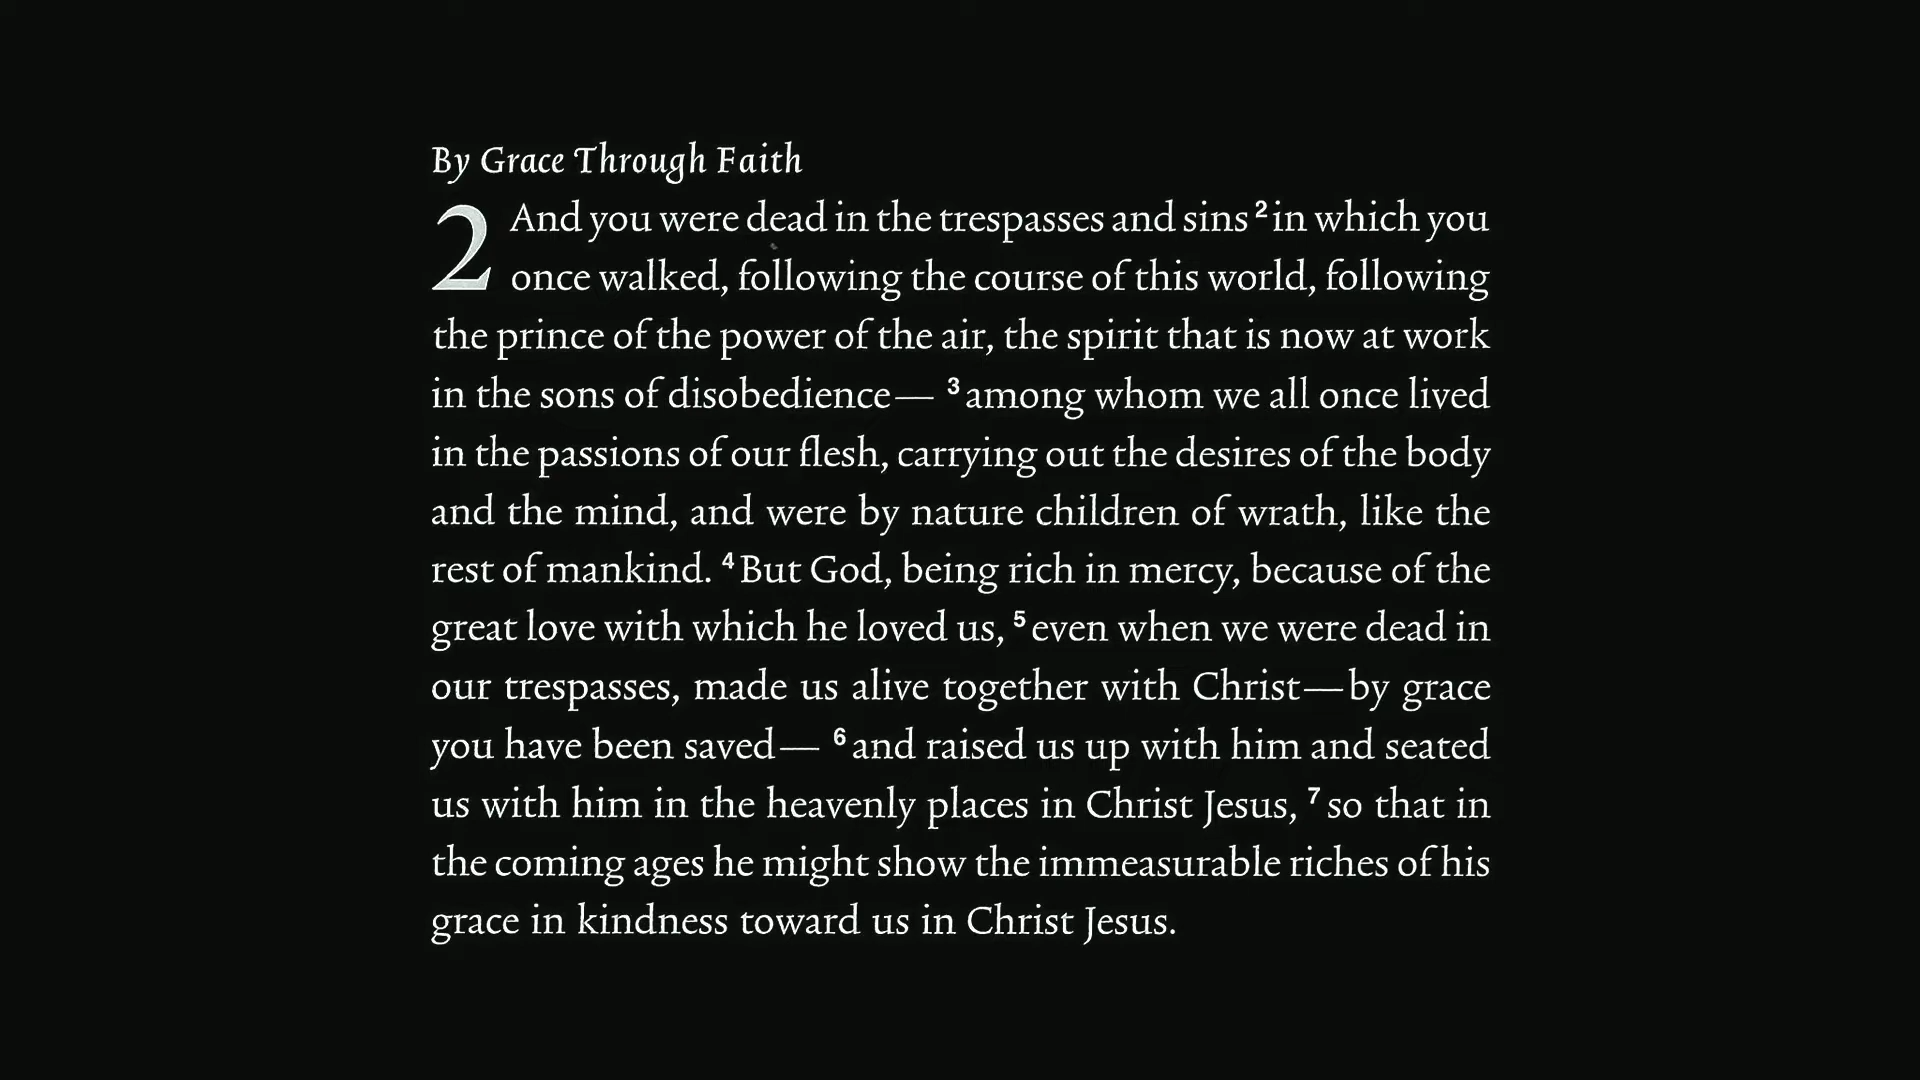 By Grace Through Faith
2 And you were dead in the trespasses and sins 2 in which you
once walked, following the course of this world, following
the prince of the power of the air, the spirit that is now at work
in the sons of disobedience— 3 among whom we all once lived
in the passions of our flesh, carrying out the desires of the body
and the mind, and were by nature children of wrath, like the
rest of mankind. 4 But God, being rich in mercy, because of the
great love with which he loved us, 5 even when we were dead in
our trespasses, made us alive together with Christ—by grace
you have been saved— 6 and raised us up with him and seated
us with him in the heavenly places in Christ Jesus, 7 so that in
the coming ages he might show the immeasurable riches of his
grace in kindness toward us in Christ Jesus.